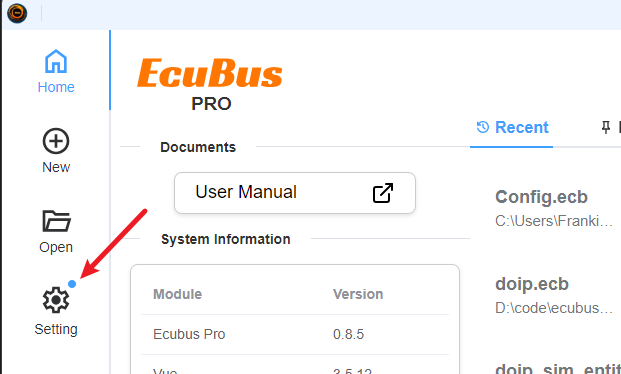 EcuBus
PRO
Home
New
Open
Setting
Documents
User Manual
System Information
Module Version
Ecubus Pro 0.8.5
Vue 3.5.12
Recent
Config.ecb
C:\Users\Franki...
doip.ecb
D:\code\ecubus...
doip_sim_entit